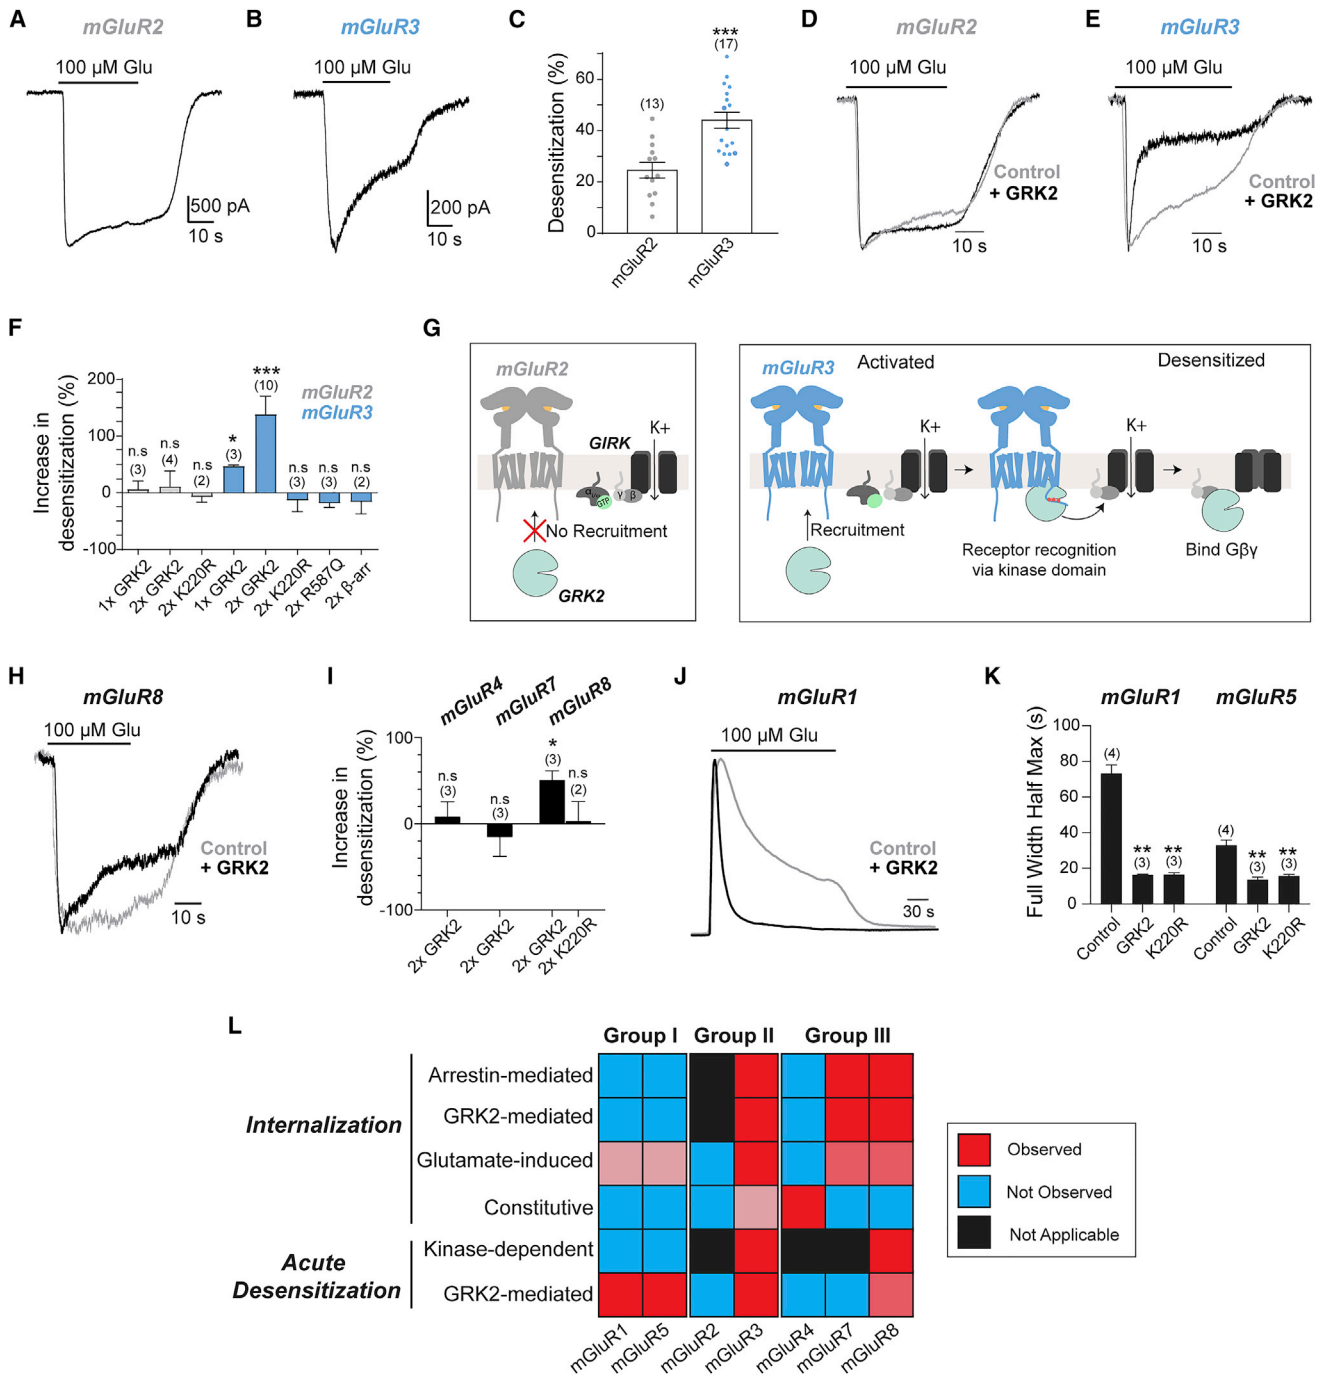 A
mGluR2
100 µM Glu
500 pA
10 s
B
mGluR3
100 µM Glu
200 pA
10 s
C
Desensitization (%)
60
40
20
0
(13)
***
(17)
mGluR2
mGluR3
D
mGluR2
100 µM Glu
Control
+ GRK2
10 s
E
mGluR3
100 µM Glu
Control
+ GRK2
10 s
F
Increase in
desensitization (%)
200
100
0
-100
mGluR2
mGluR3
n.s
(3)
n.s
(4)
n.s
(2)
*
(3)
***
(10)
n.s
(3)
n.s
(3)
n.s
(2)
1x GRK2
2x GRK2
2x K220R
1x GRK2
2x GRK2
2x K220R
2x R587Q
2x β-arr
G
mGluR2
GIRK
K+
GTP
γ
β
No Recruitment
GRK2
mGluR3
Activated
Desensitized
K+
K+
Recruitment
Receptor recognition
via kinase domain
Bind Gβγ
H
mGluR8
100 µM Glu
Control
+ GRK2
10 s
I
mGluR4
mGluR7
mGluR8
Increase in
desensitization (%)
100
0
-100
n.s
(3)
n.s
(3)
*
(3)
n.s
(2)
2x GRK2
2x GRK2
2x GRK2
2x K220R
J
mGluR1
100 µM Glu
Control
+ GRK2
30 s
K
mGluR1
mGluR5
Full Width Half Max (s)
100
80
60
40
20
0
(4)
**
(3)
**
(3)
(4)
**
(3)
**
(3)
Control
GRK2
K220R
Control
GRK2
K220R
L
Group I
Group II
Group III
Internalization
Arrestin-mediated
GRK2-mediated
Glutamate-induced
Constitutive
Acute
Desensitization
Kinase-dependent
GRK2-mediated
mGluR1
mGluR5
mGluR2
mGluR3
mGluR4
mGluR7
mGluR8
Observed
Not Observed
Not Applicable